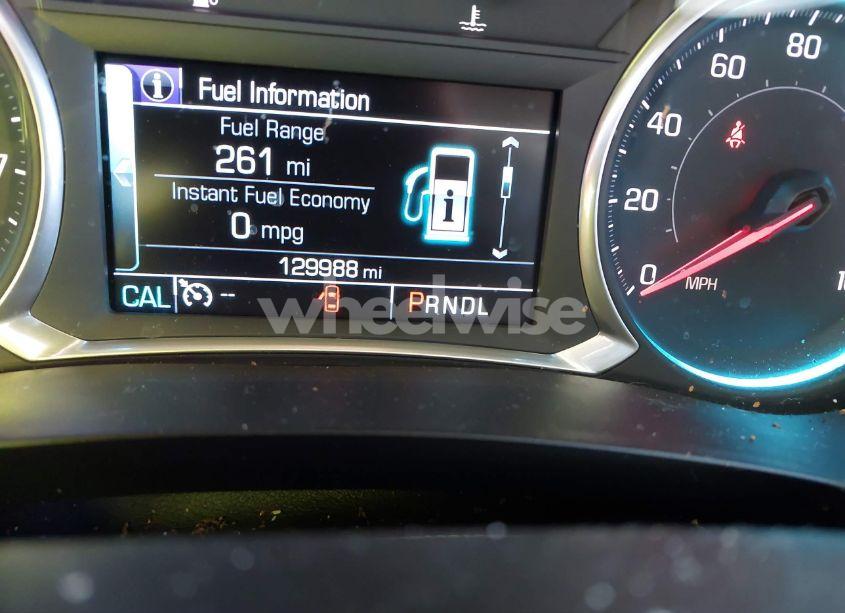 Fuel Information
Fuel Range
261 mi
Instant Fuel Economy
0 mpg
129988 mi
CAL -- PRNDL
wheelwise
0
20
40
60
80
MPH